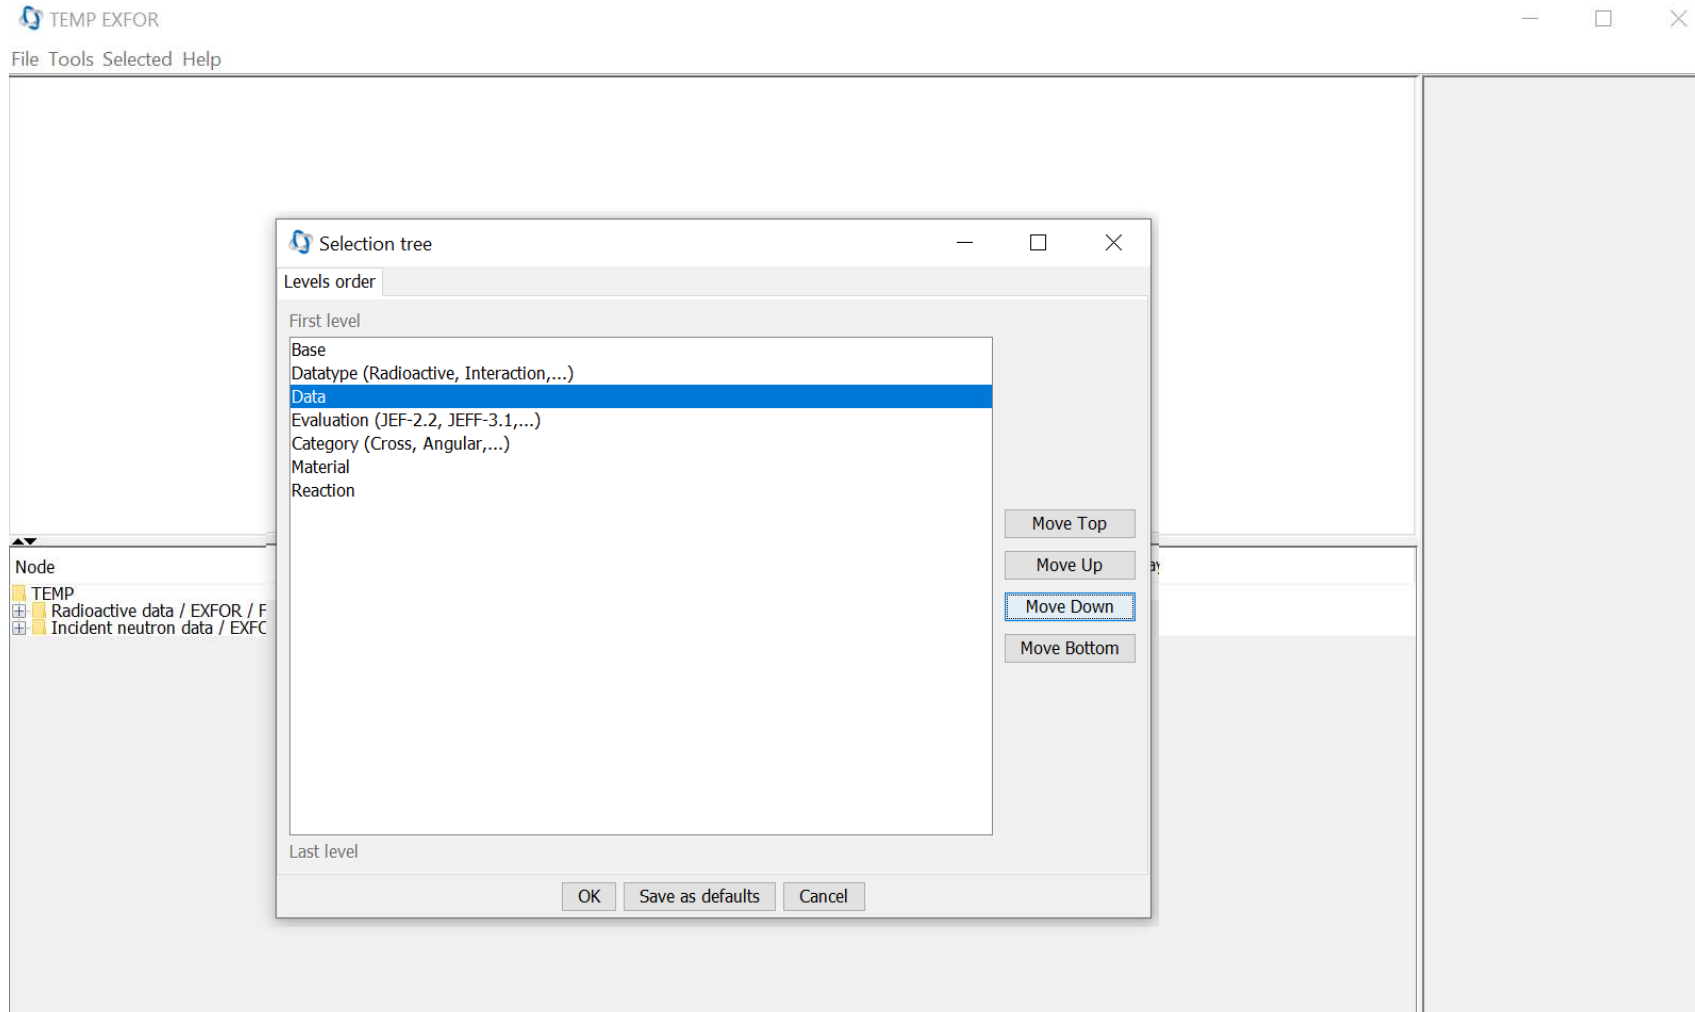 TEMP EXFOR
File Tools Selected Help
Selection tree
Levels order
First level
Base
Datatype (Radioactive, Interaction,...)
Data
Evaluation (JEF-2.2, JEFF-3.1,...)
Category (Cross, Angular,...)
Material
Reaction
Move Top
Move Up
Move Down
Move Bottom
Last level
OK Save as defaults Cancel
Node
TEMP
Radioactive data / EXFOR /
Incident neutron data /